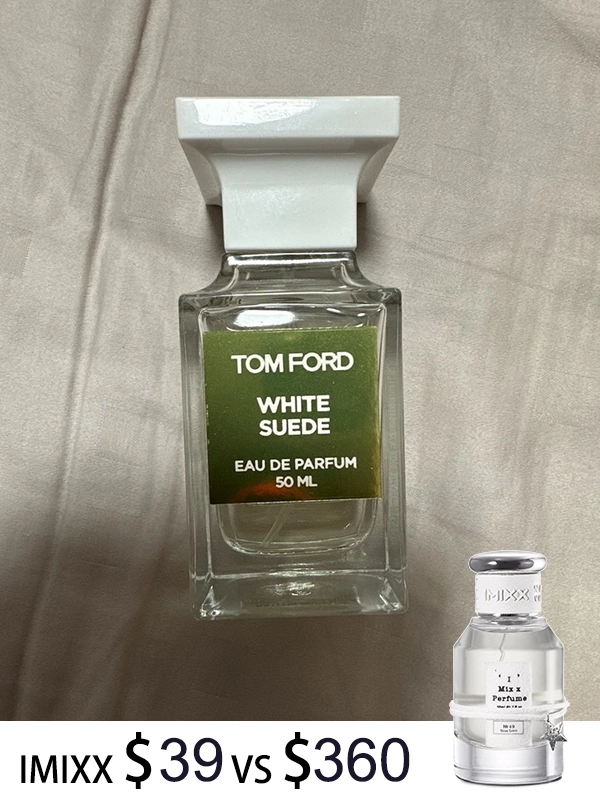 TOM FORD
WHITE
SUEDE
EAU DE PARFUM
50 ML
IMIXX
I
Mix x
Perfume
IMIXX $39 VS $360